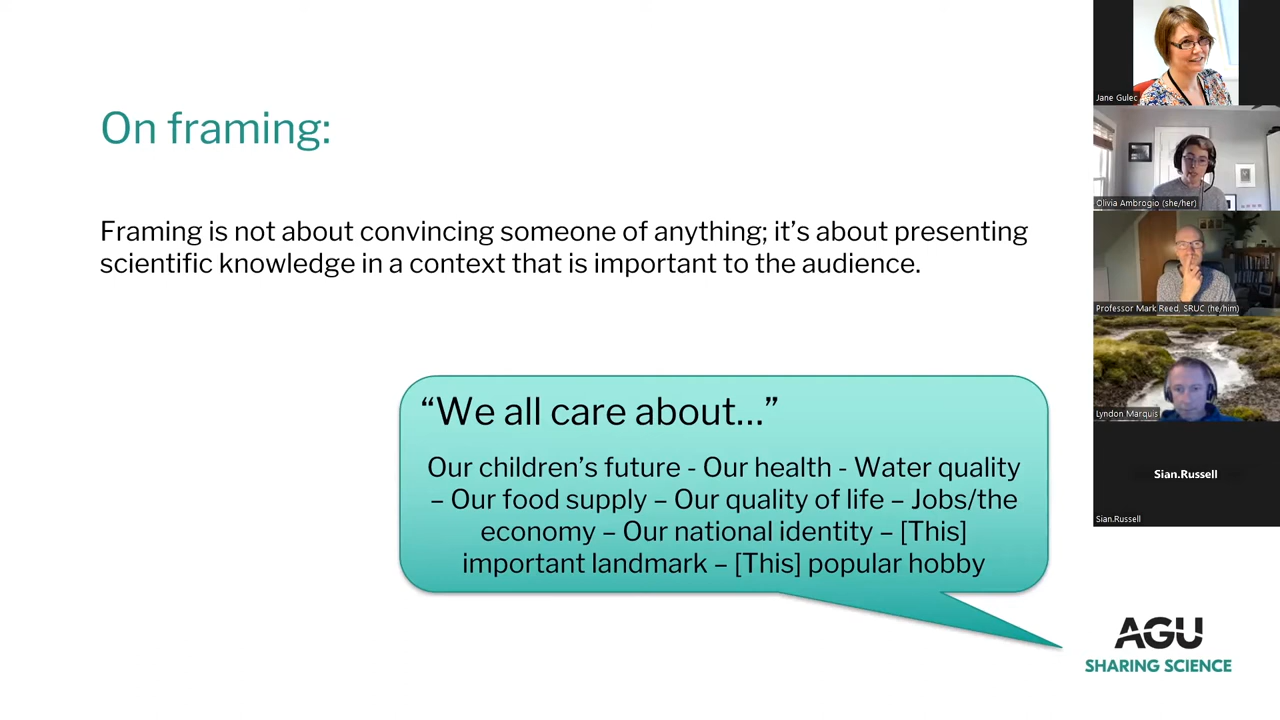 On framing:
Framing is not about convincing someone of anything; it’s about presenting
scientific knowledge in a context that is important to the audience.
“We all care about…”
Our children’s future - Our health - Water quality
– Our food supply – Our quality of life – Jobs/the
economy – Our national identity – [This]
important landmark – [This] popular hobby
AGU
SHARING SCIENCE
Jane Gulec
Olivia Ambrogio (she/her)
Professor Mark Reed, SRUC (he/him)
Lyndon Marquis
Sian.Russell
Sian.Russell